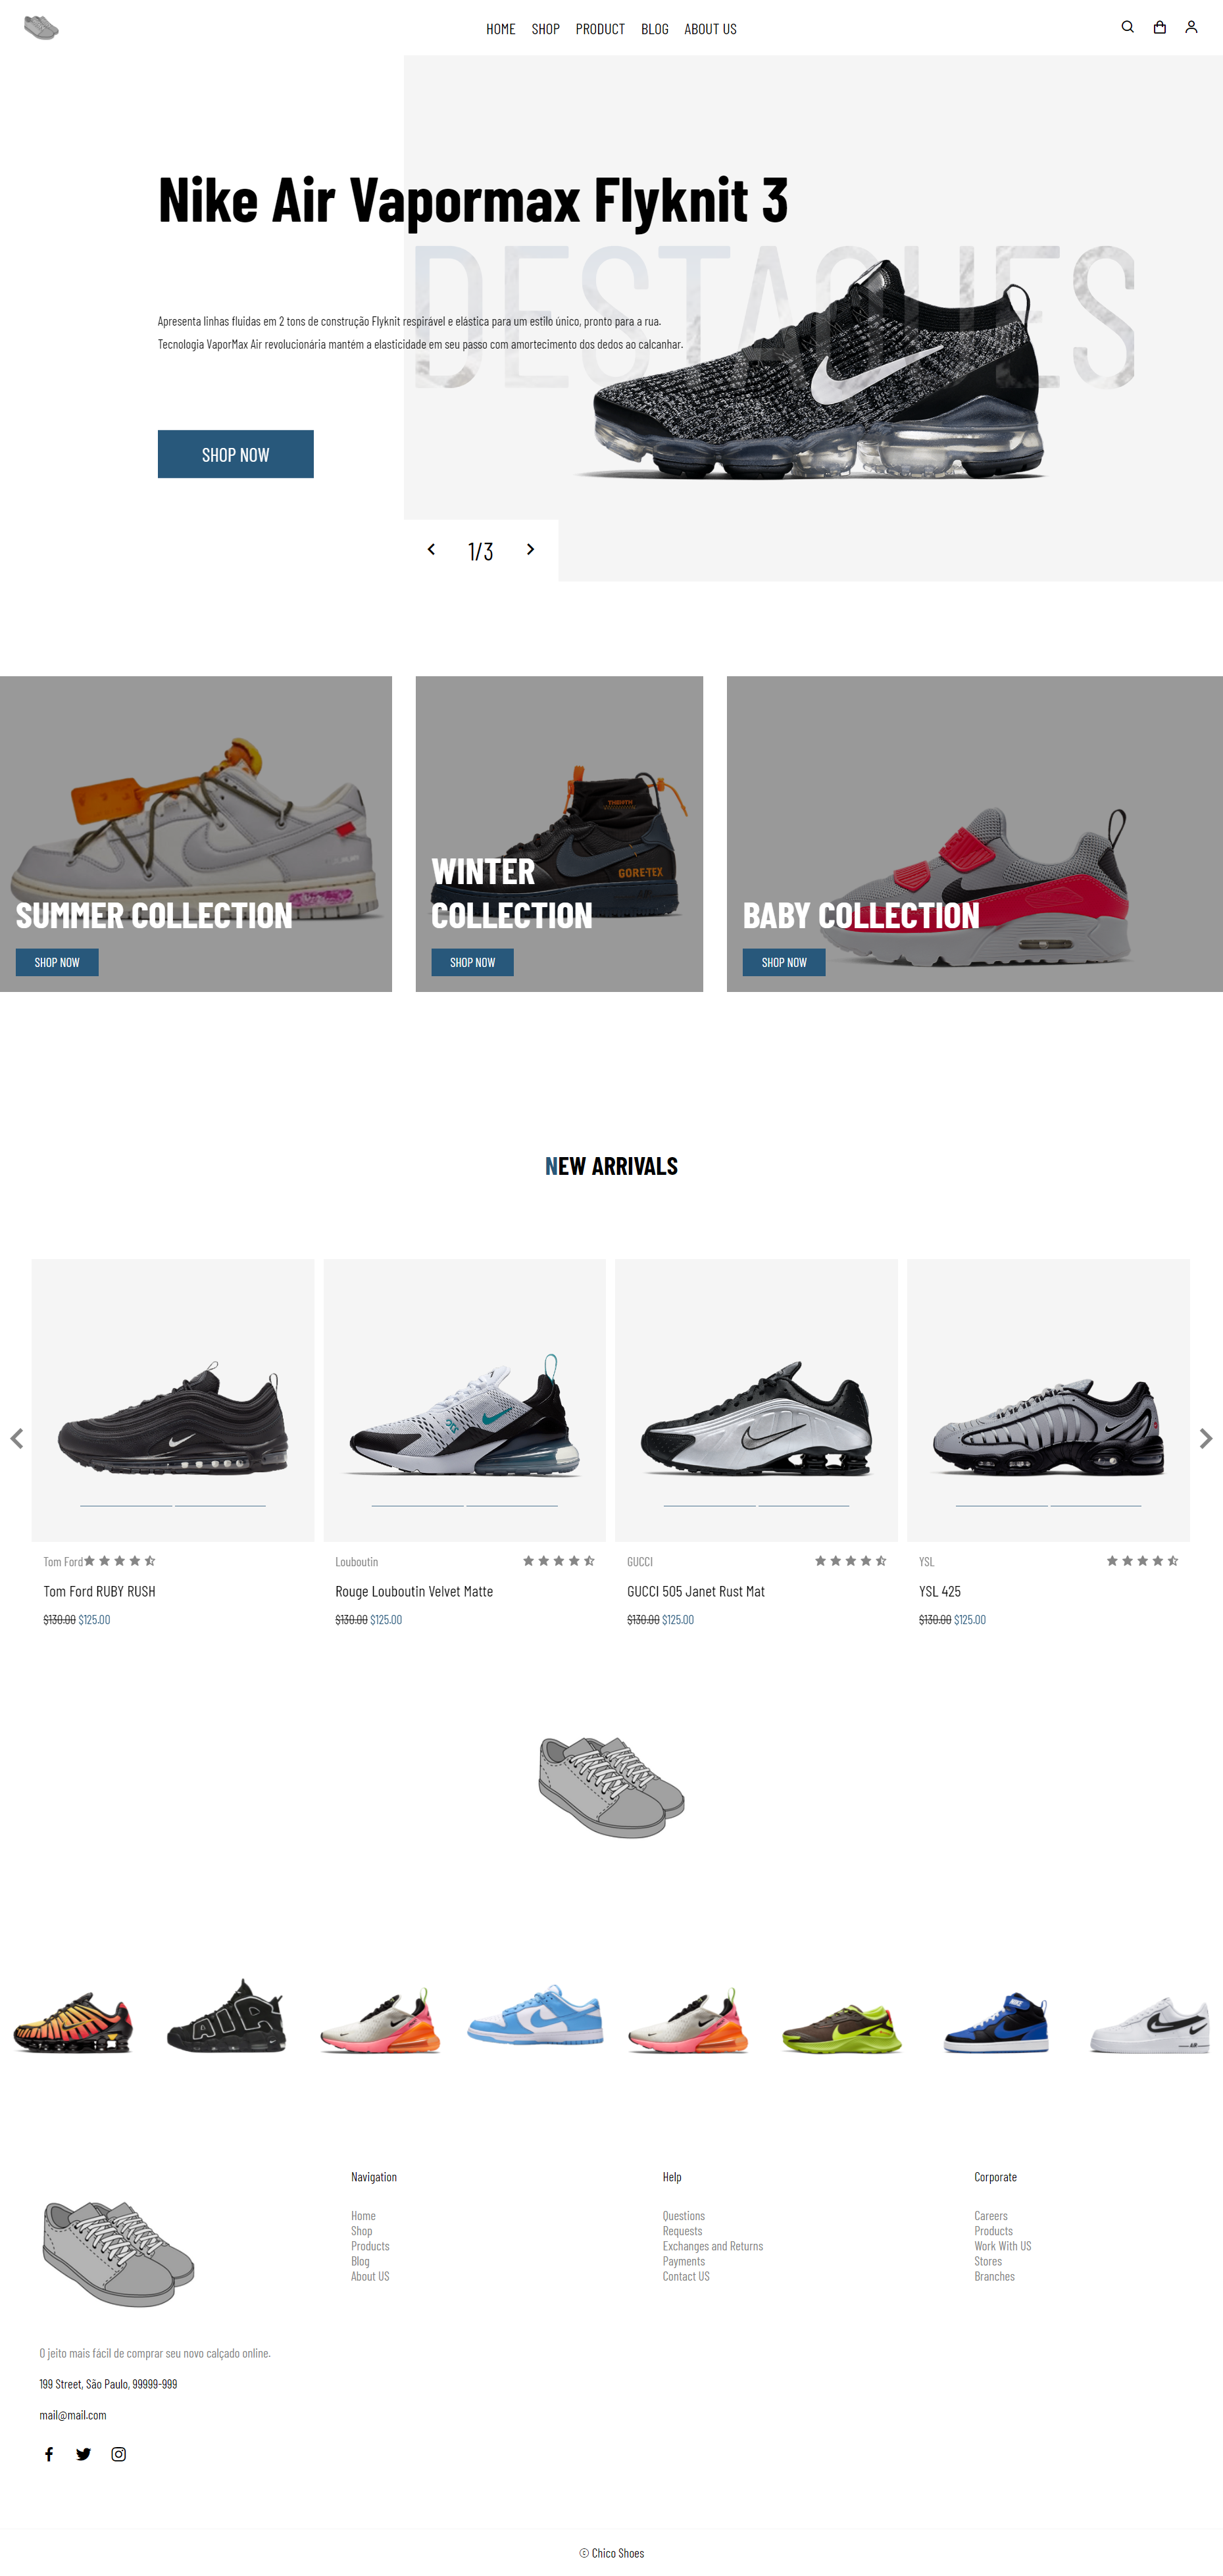 HOME SHOP PRODUCT BLOG ABOUT US
Nike Air Vapormax Flyknit 3
DESTAQUES
Apresenta linhas fluidas em 2 tons de construção Flyknit respirável e elástica para um estilo único, pronto para a rua.
Tecnologia VaporMax Air revolucionária mantém a elasticidade em seu passo com amortecimento dos dedos ao calcanhar.
SHOP NOW
1/3
SUMMER COLLECTION
SHOP NOW
GORE-TEX
WINTER
COLLECTION
SHOP NOW
BABY COLLECTION
SHOP NOW
NEW ARRIVALS
Tom Ford
Tom Ford RUBY RUSH
$130.00 $125.00
Louboutin
Rouge Louboutin Velvet Matte
$130.00 $125.00
GUCCI
GUCCI 505 Janet Rust Mat
$130.00 $125.00
YSL
YSL 425
$130.00 $125.00
AIR
Navigation
Home
Shop
Products
Blog
About US
Help
Questions
Requests
Exchanges and Returns
Payments
Contact US
Corporate
Careers
Products
Work With US
Stores
Branches
O jeito mais fácil de comprar seu novo calçado online.
199 Street, São Paulo, 99999-999
mail@mail.com
© Chico Shoes